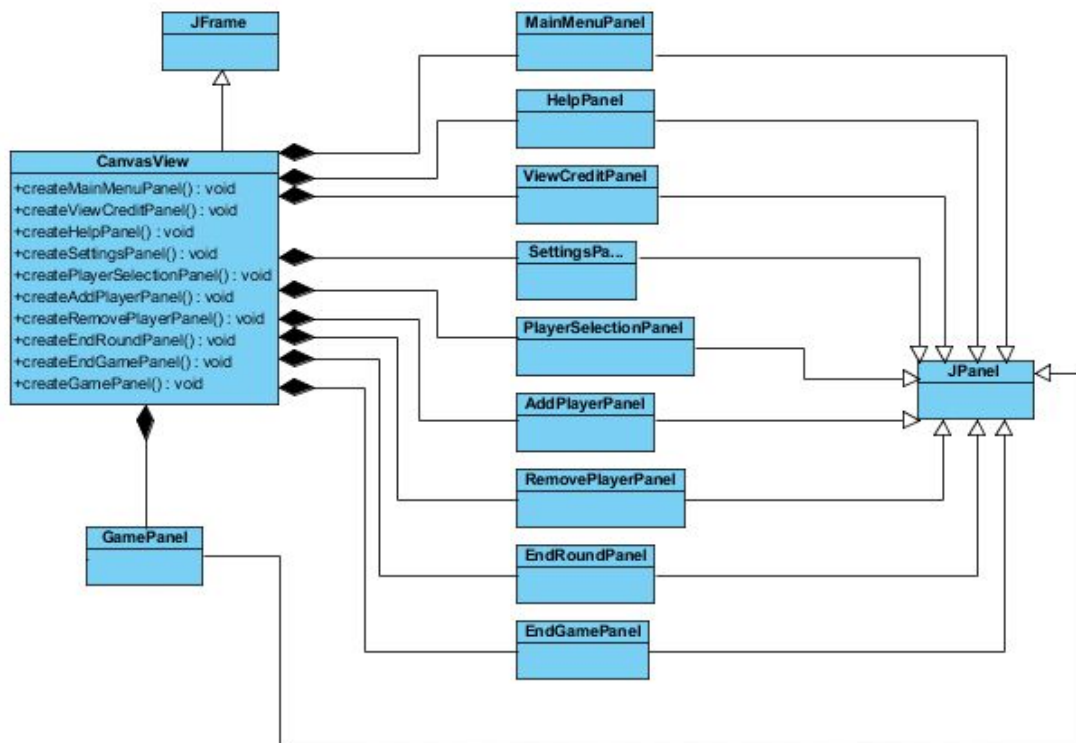 JFrame
MainMenuPanel
HelpPanel
CanvasView
+createMainMenuPanel() : void
+createViewCreditPanel() : void
+createHelpPanel() : void
+createSettingsPanel() : void
+createPlayerSelectionPanel() : void
+createAddPlayerPanel() : void
+createRemovePlayerPanel() : void
+createEndRoundPanel() : void
+createEndGamePanel() : void
+createGamePanel() : void
ViewCreditPanel
SettingsPa...
PlayerSelectionPanel
JPanel
AddPlayerPanel
RemovePlayerPanel
GamePanel
EndRoundPanel
EndGamePanel